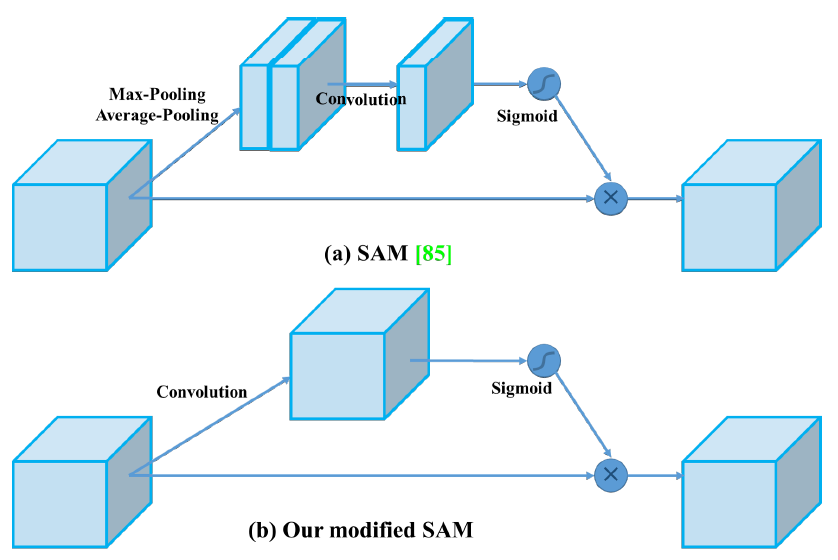 Max-Pooling
Average-Pooling
Convolution
Sigmoid
(a) SAM [85]
Convolution
Sigmoid
(b) Our modified SAM